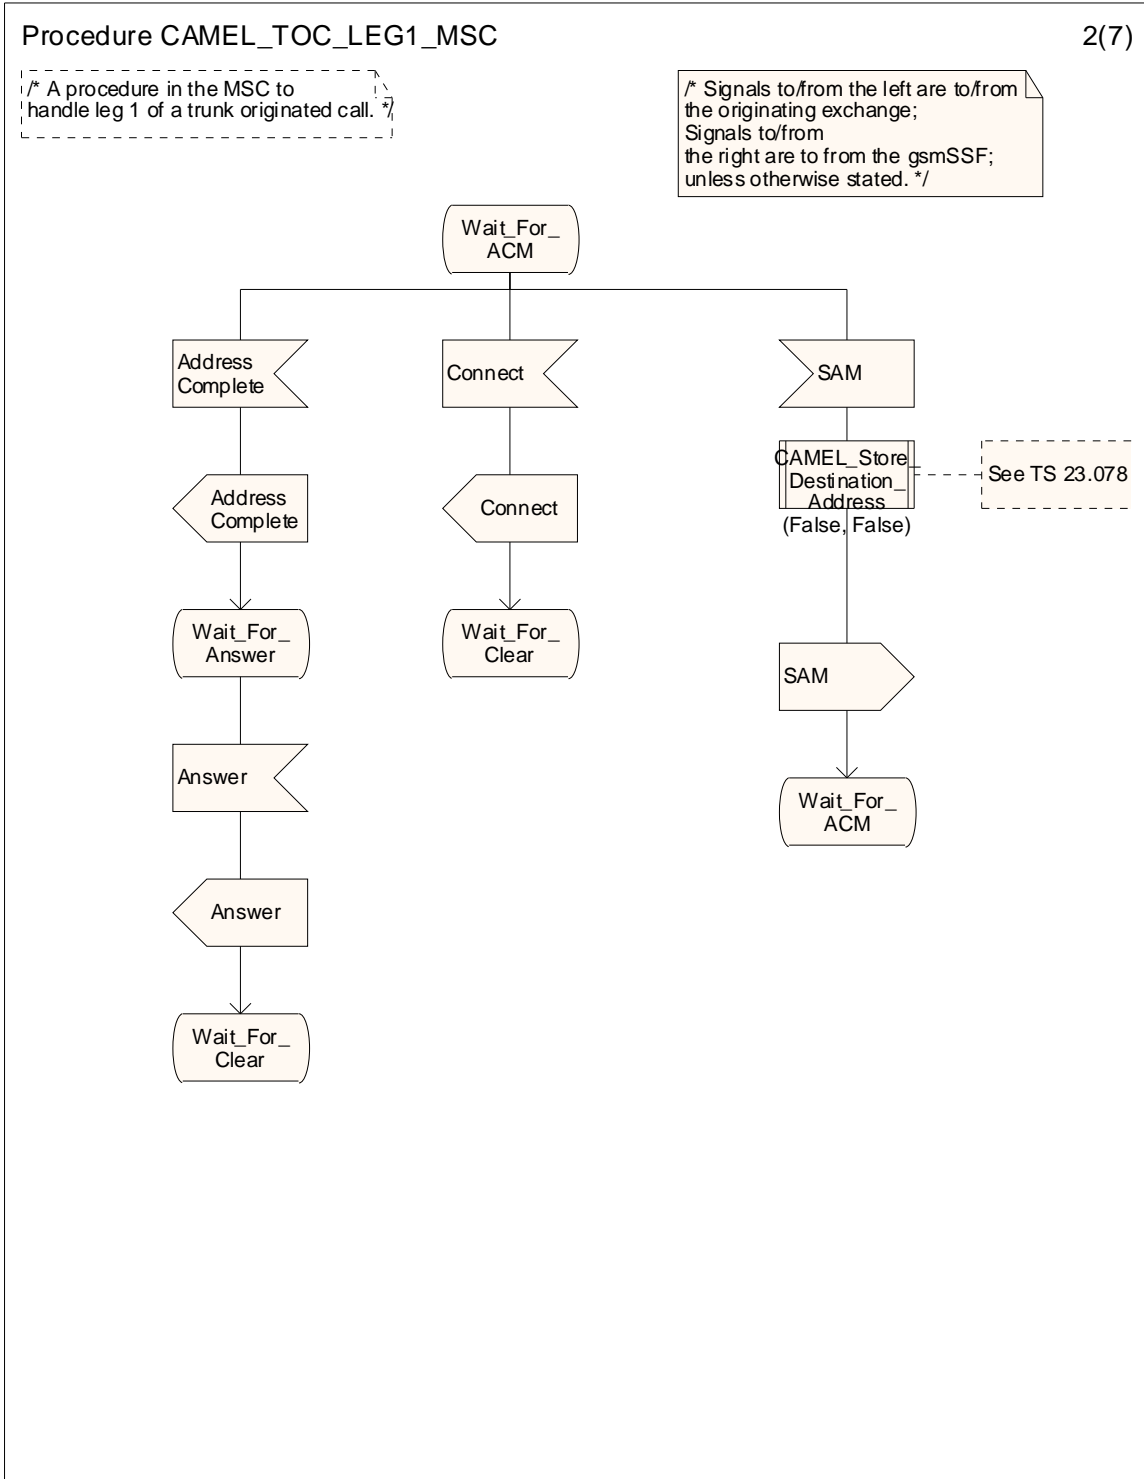 Procedure CAMEL_TOC_LEG1_MSC
2(7)
/* A procedure in the MSC to
handle leg 1 of a trunk originated call. */
/* Signals to/from the left are to/from
the originating exchange;
Signals to/from
the right are to from the gsmSSF;
unless otherwise stated. */
Wait_For_
ACM
Address
Complete
Connect
SAM
CAMEL_Store_
Destination_
Address
(False, False)
See TS 23.078
Address
Complete
Connect
Wait_For_
Answer
Wait_For_
Clear
SAM
Answer
Wait_For_
ACM
Answer
Wait_For_
Clear